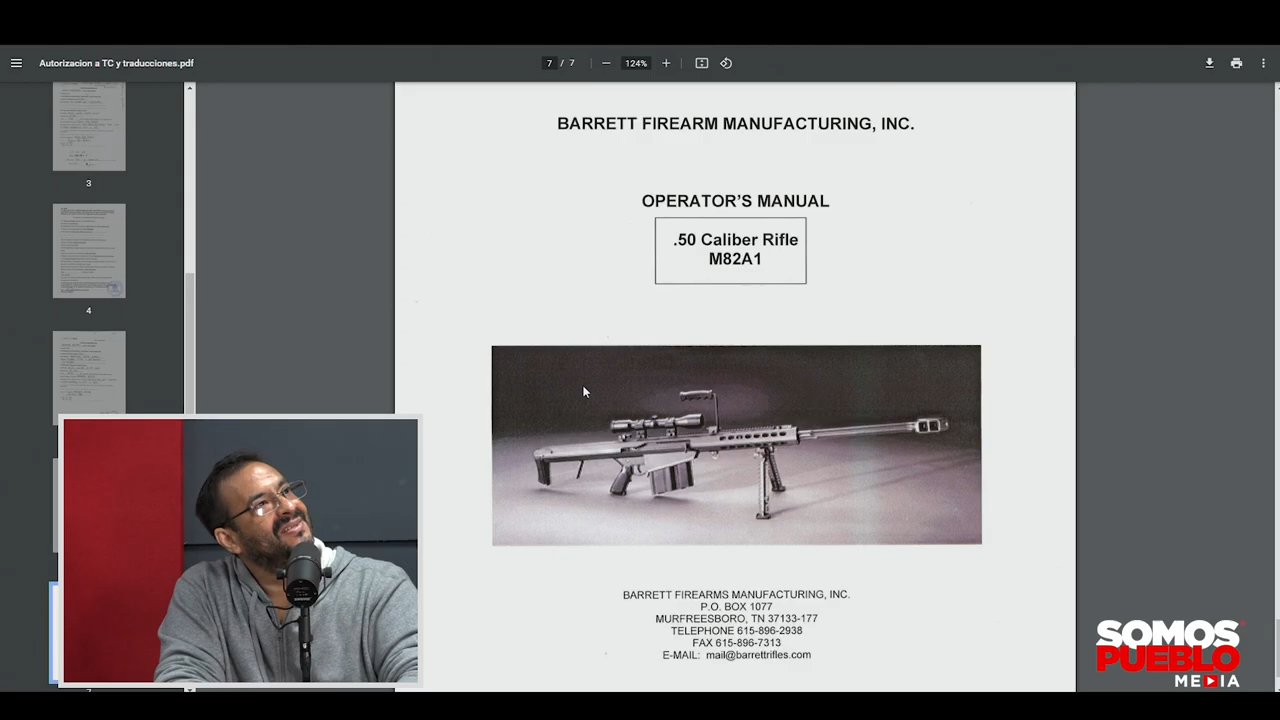 Autorizacion a TC y traducciones.pdf
7 / 7
124%
3
4
BARRETT FIREARM MANUFACTURING, INC.
OPERATOR'S MANUAL
.50 Caliber Rifle
M82A1
BARRETT FIREARMS MANUFACTURING, INC.
P.O. BOX 1077
MURFREESBORO, TN 37133-177
TELEPHONE 615-896-2938
FAX 615-896-7313
E-MAIL: mail@barrettrifles.com
SOMOS
PUEBLO
MEDIA